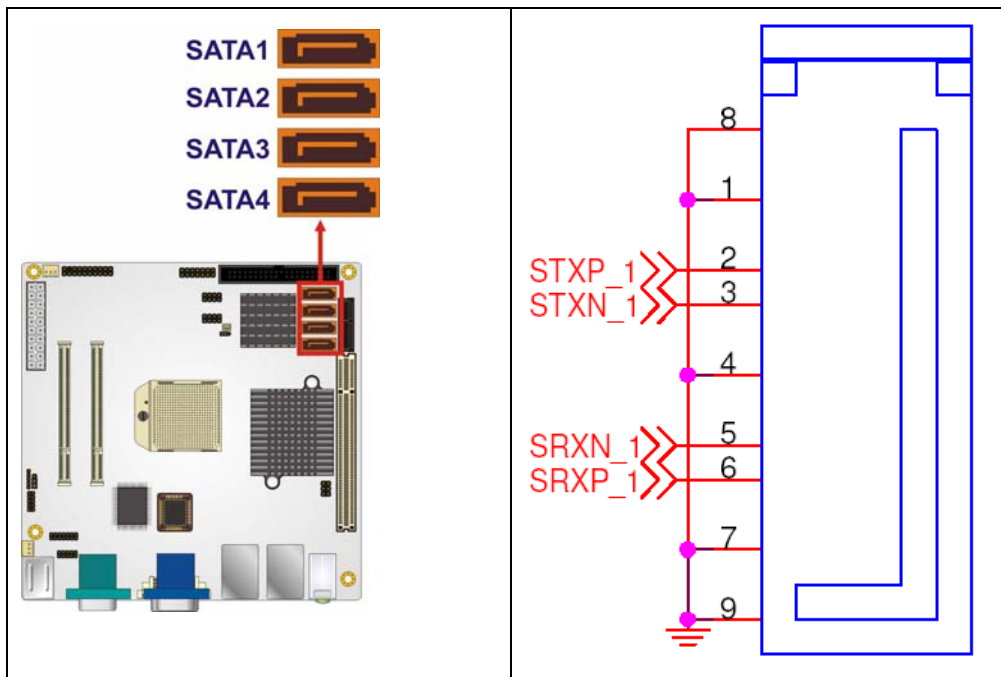 SATA1
SATA2
SATA3
SATA4
8
1
STXP_1 2
STXN_1 3
4
SRXN_1 5
SRXP_1 6
7
9